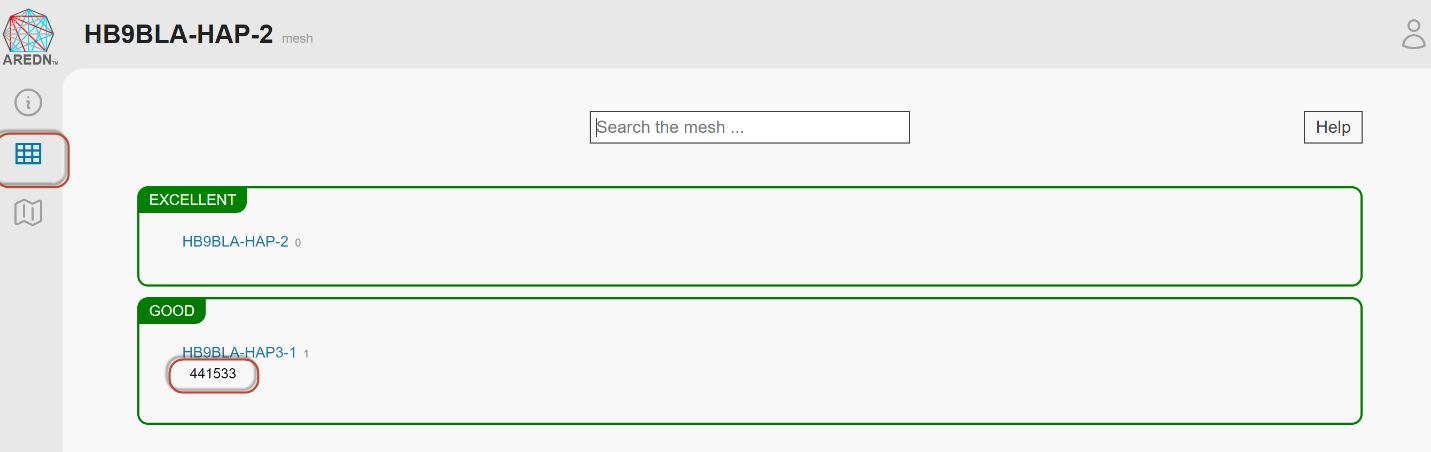 AREDN™
HB9BLA-HAP-2 mesh
Search the mesh ...
Help
EXCELLENT
HB9BLA-HAP-2 0
GOOD
HB9BLA-HAP3-1 1
441533